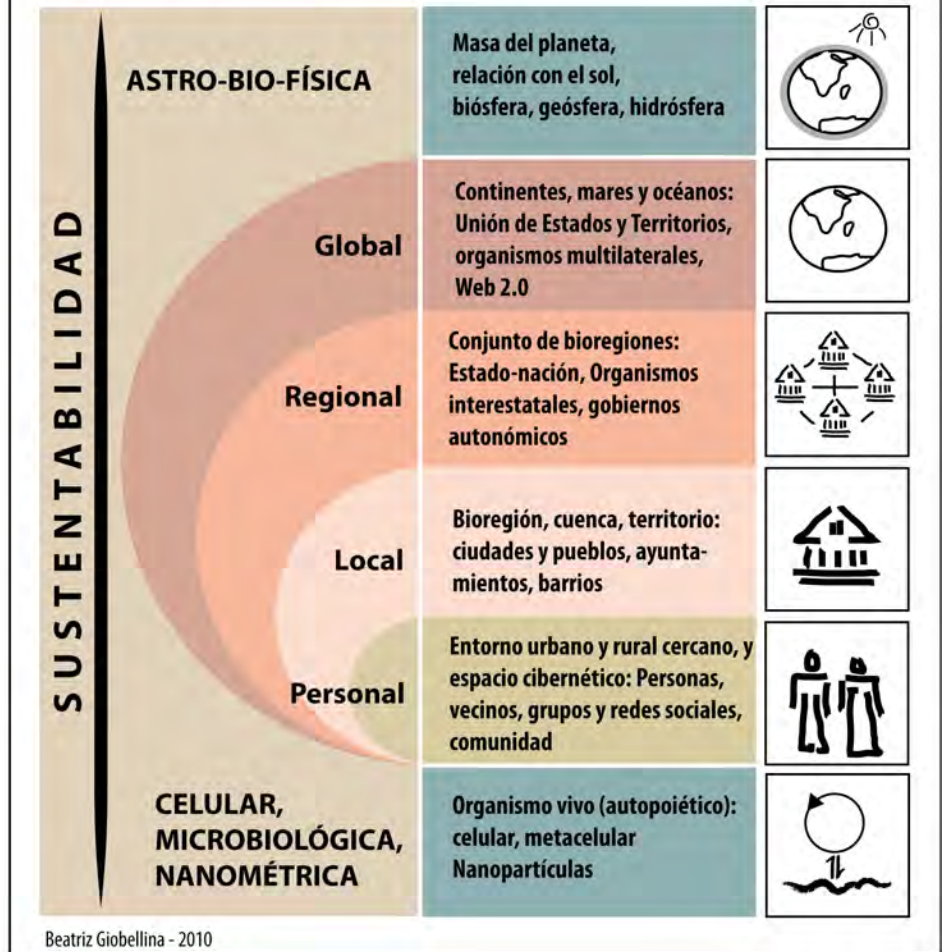 SUSTENTABILIDAD
ASTRO-BIO-FÍSICA
Masa del planeta,
relación con el sol,
biósfera, geósfera, hidrósfera
Global
Continentes, mares y océanos:
Unión de Estados y Territorios,
organismos multilaterales,
Web 2.0
Regional
Conjunto de bioregiones:
Estado-nación, Organismos
interestatales, gobiernos
autonómicos
Local
Bioregión, cuenca, territorio:
ciudades y pueblos, ayunta-
mientos, barrios
Personal
Entorno urbano y rural cercano, y
espacio cibernético: Personas,
vecinos, grupos y redes sociales,
comunidad
CELULAR,
MICROBIOLÓGICA,
NANOMÉTRICA
Organismo vivo (autopoiético):
celular, metacelular
Nanopartículas
Beatriz Giobellina - 2010